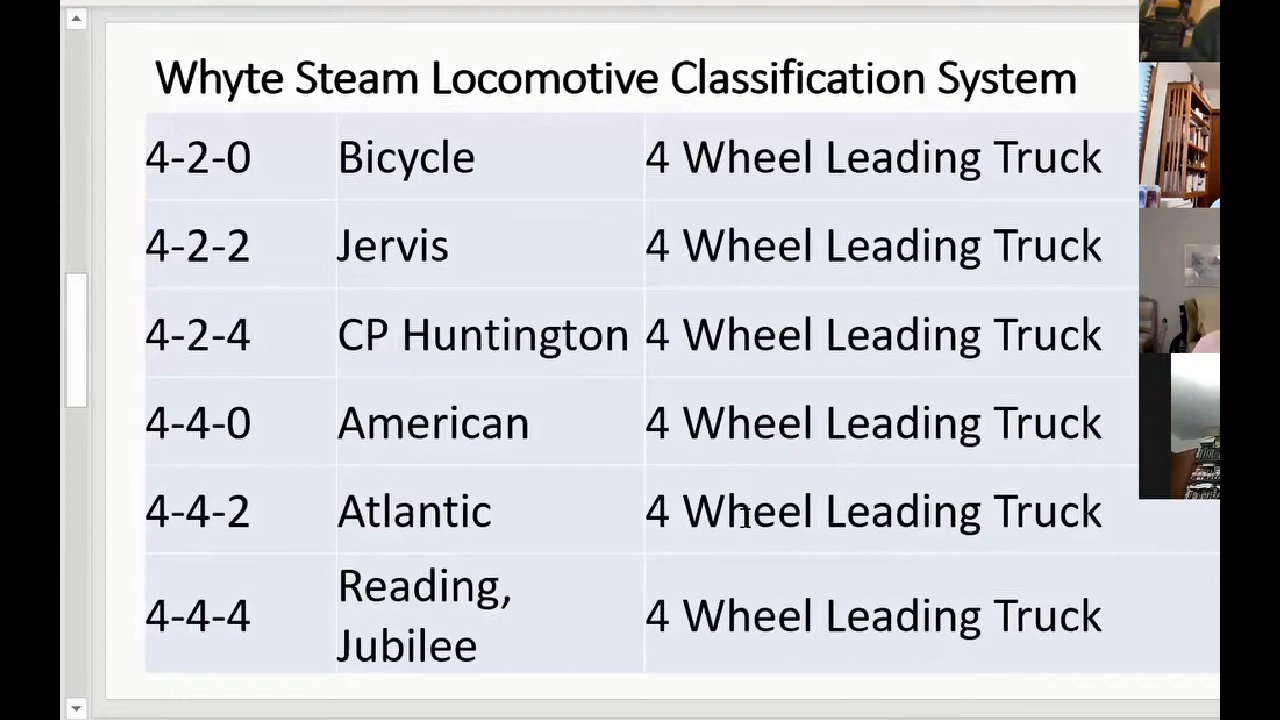 Whyte Steam Locomotive Classification System
4-2-0 Bicycle 4 Wheel Leading Truck
4-2-2 Jervis 4 Wheel Leading Truck
4-2-4 CP Huntington 4 Wheel Leading Truck
4-4-0 American 4 Wheel Leading Truck
4-4-2 Atlantic 4 Wheel Leading Truck
4-4-4 Reading, Jubilee 4 Wheel Leading Truck